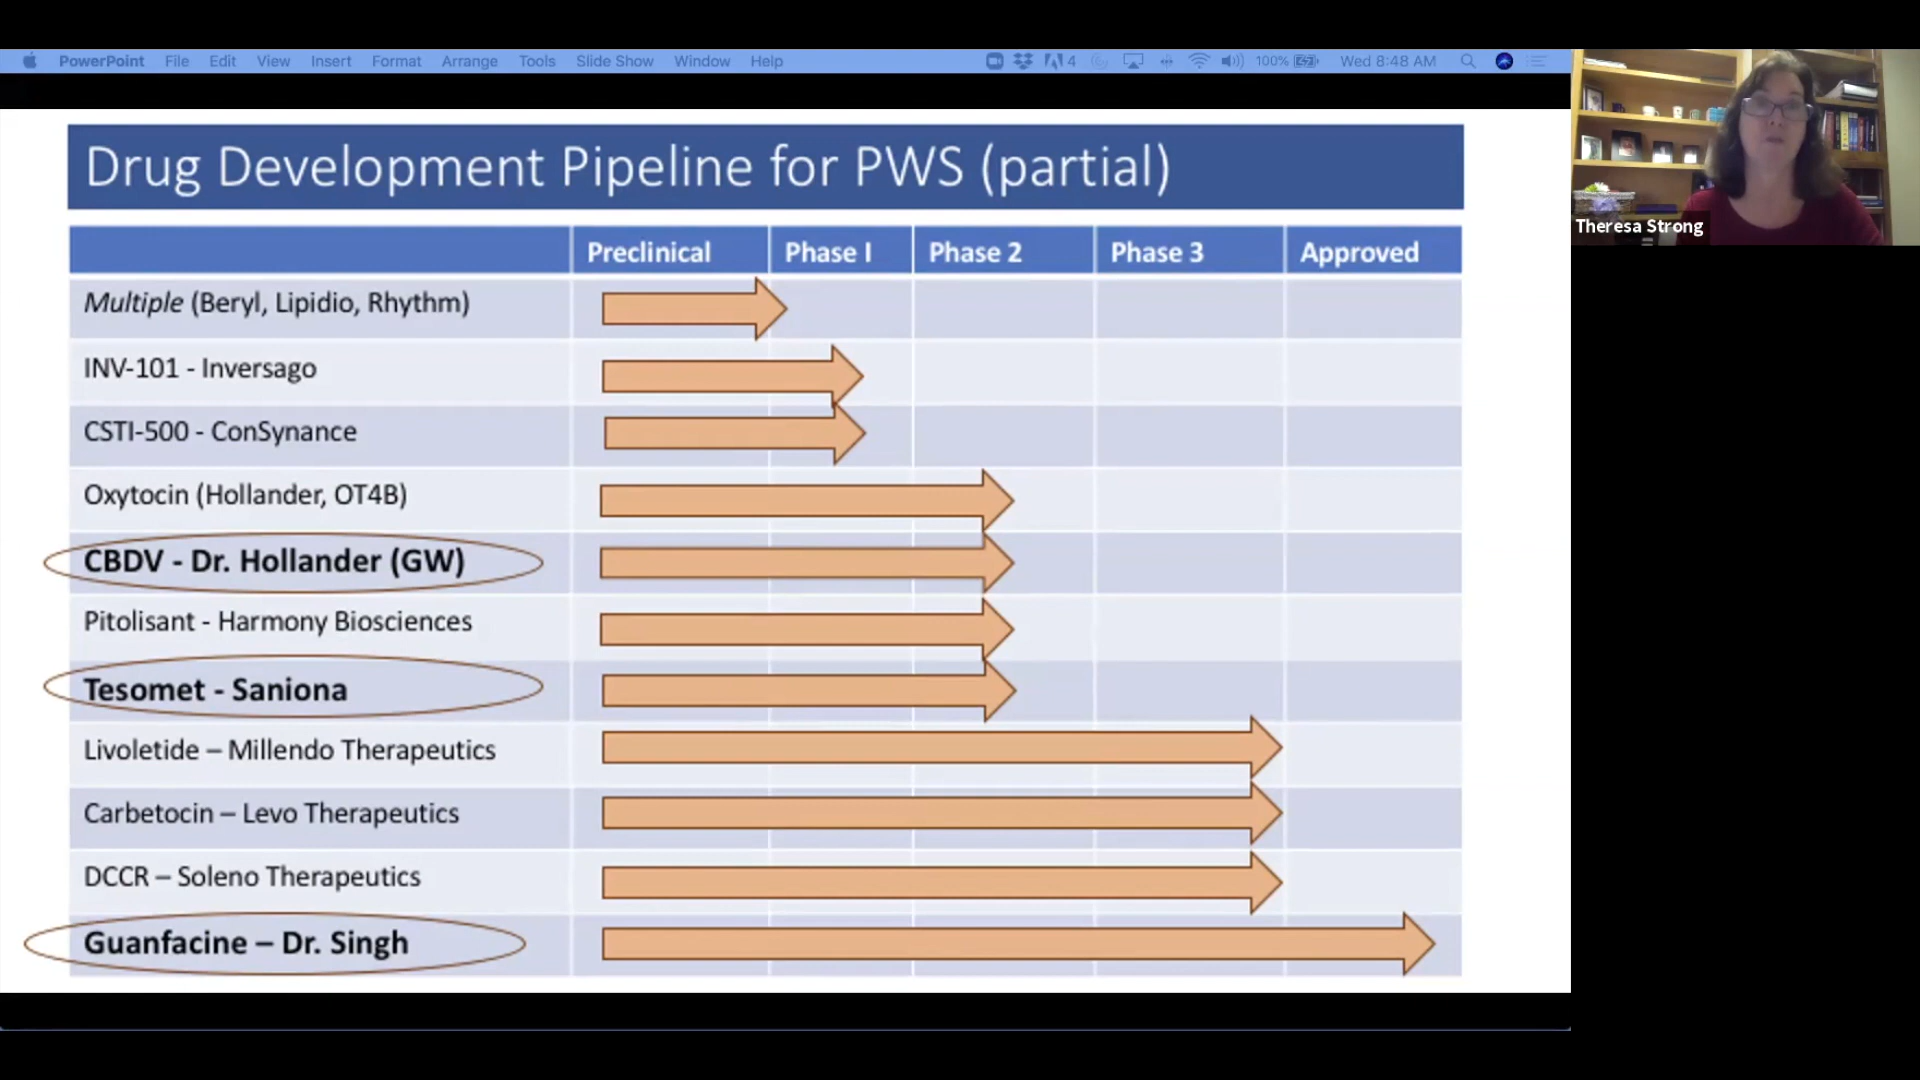 PowerPoint File Edit View Insert Format Arrange Tools Slide Show Window Help 4 100% Wed 8:48 AM
Theresa Strong
Drug Development Pipeline for PWS (partial)
Preclinical Phase I Phase 2 Phase 3 Approved
Multiple (Beryl, Lipidio, Rhythm)
INV-101 - Inversago
CSTI-500 - ConSynance
Oxytocin (Hollander, OT4B)
CBDV - Dr. Hollander (GW)
Pitolisant - Harmony Biosciences
Tesomet - Saniona
Livoletide – Millendo Therapeutics
Carbetocin – Levo Therapeutics
DCCR – Soleno Therapeutics
Guanfacine – Dr. Singh